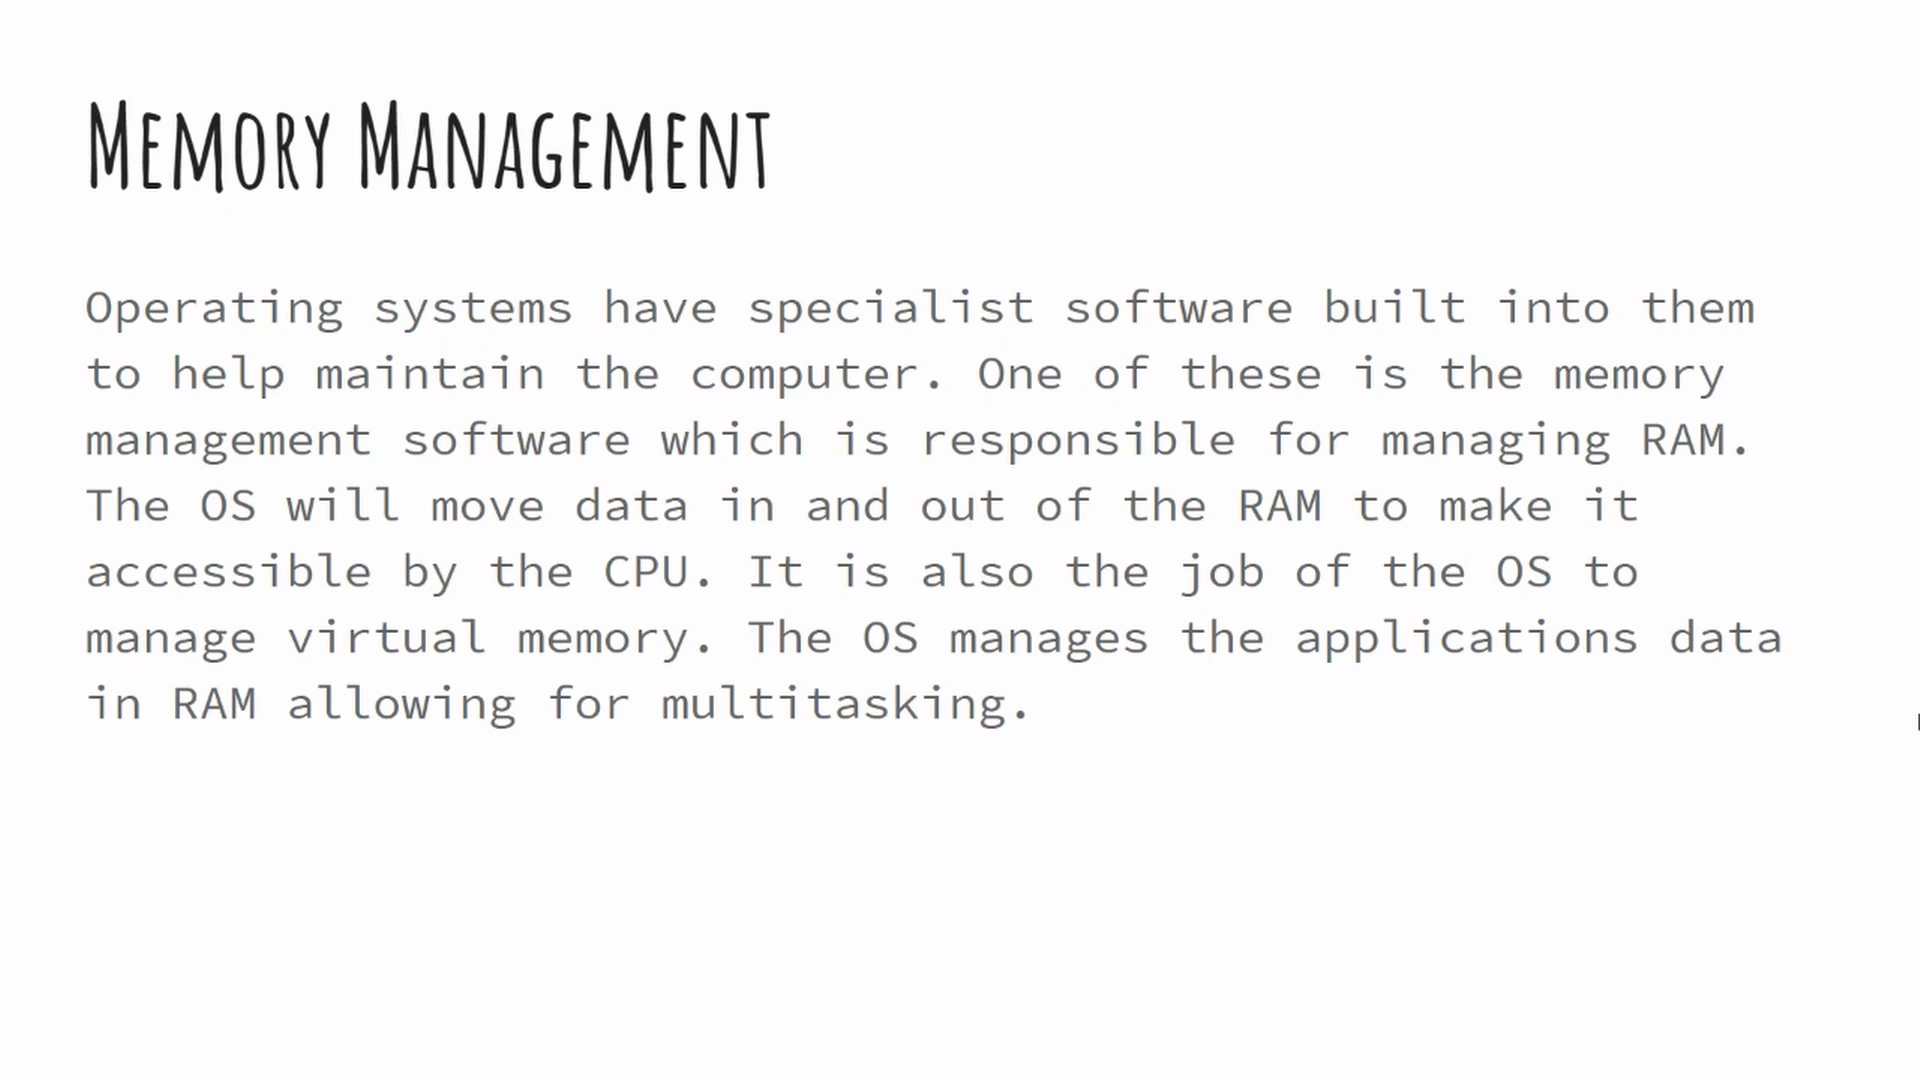 Memory Management
Operating systems have specialist software built into them
to help maintain the computer. One of these is the memory
management software which is responsible for managing RAM.
The OS will move data in and out of the RAM to make it
accessible by the CPU. It is also the job of the OS to
manage virtual memory. The OS manages the applications data
in RAM allowing for multitasking.